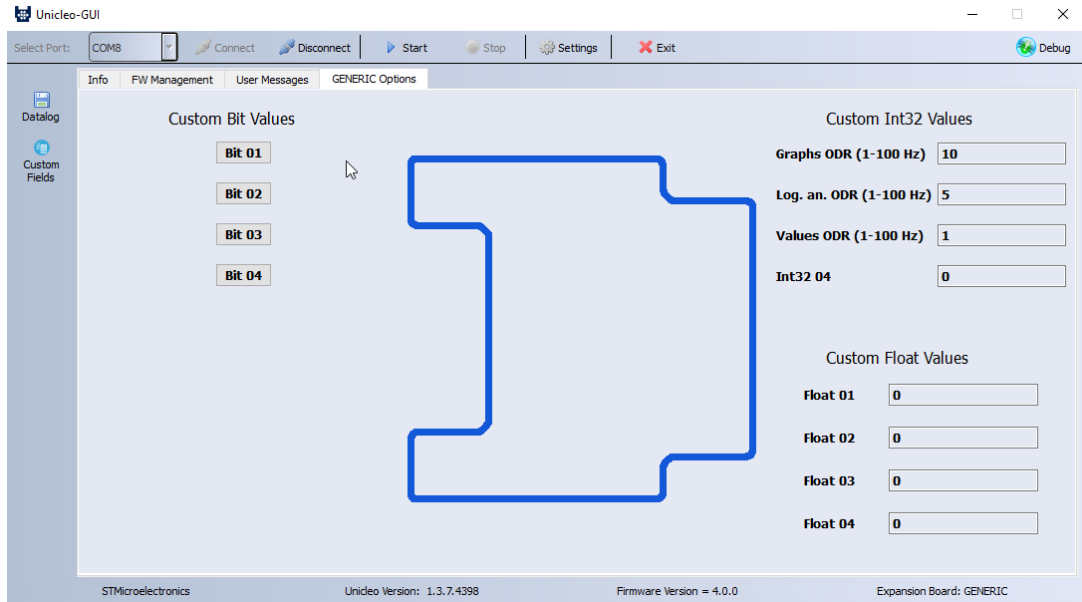 Unicleo-GUI
Select Port: COM8 Connect Disconnect Start Stop Settings Exit Debug
Info FW Management User Messages GENERIC Options
Datalog
Custom
Fields
Custom Bit Values
Bit 01
Bit 02
Bit 03
Bit 04
Custom Int32 Values
Graphs ODR (1-100 Hz) 10
Log. an. ODR (1-100 Hz) 5
Values ODR (1-100 Hz) 1
Int32 04 0
Custom Float Values
Float 01 0
Float 02 0
Float 03 0
Float 04 0
STMicroelectronics Unicleo Version: 1.3.7.4398 Firmware Version = 4.0.0 Expansion Board: GENERIC